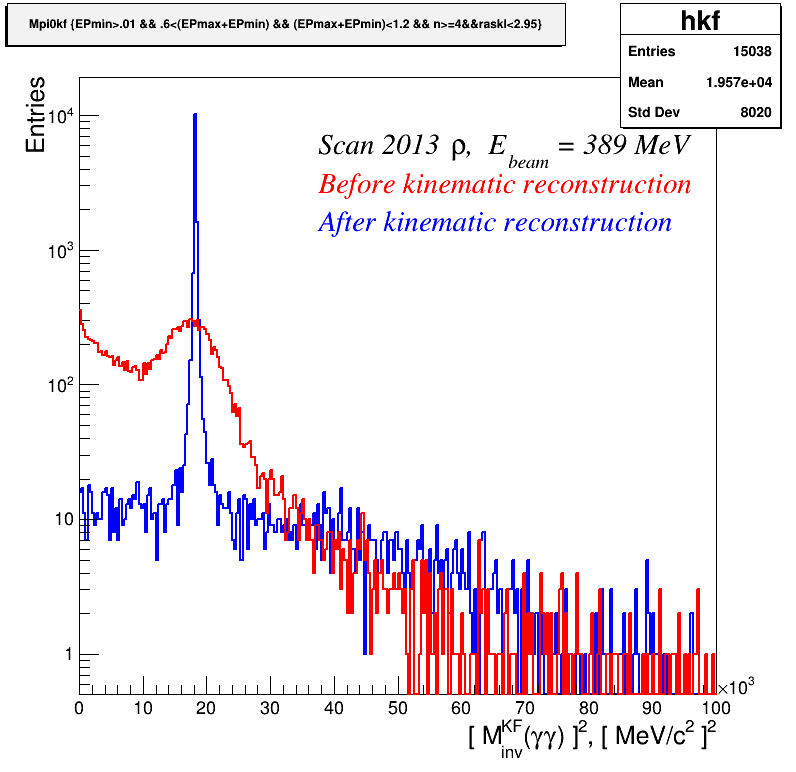 Mpi0kf {EPmin>.01 && .6<(EPmax+EPmin) && (EPmax+EPmin)<1.2 && n>=4&&raskl<2.95}
hkf
Entries 15038
Mean 1.957e+04
Std Dev 8020
Entries
10⁴
10³
10²
10
1
Scan 2013 ρ, E_beam = 389 MeV
Before kinematic reconstruction
After kinematic reconstruction
0 10 20 30 40 50 60 70 80 90 100
×10³
[ M_inv^KF(γγ) ]², [ MeV/c² ]²